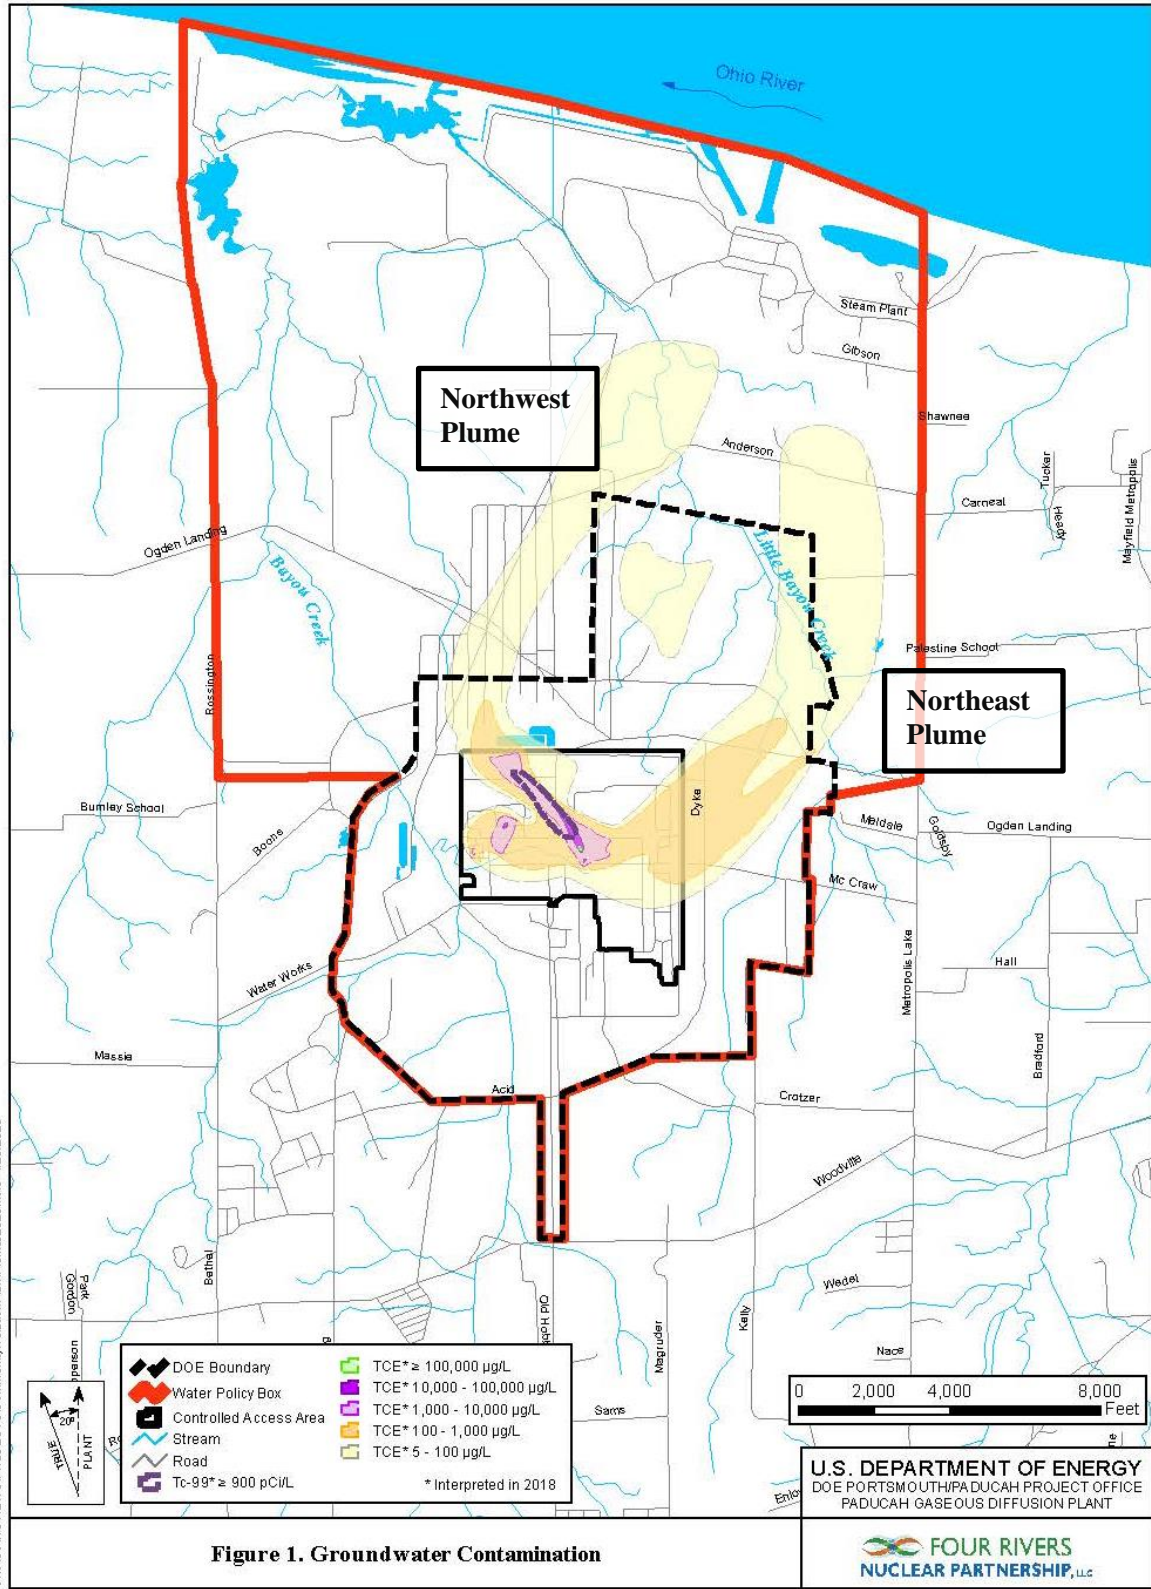 Ohio River
Steam Plant
Gibson
Shawnee
Northwest
Plume
Anderson
Tucker
Carneal
Heady
Mayfield Metropolis
Ogden Landing
Bayou Creek
Little Bayou Creek
Palestine School
Rossington
Northeast
Plume
Dyke
Burnley School
Boone
Meldale
Goldsby
Ogden Landing
Mc Craw
Metropolis Lake
Hall
Water Works
Bradford
Massie
Acid
Crotzer
Woodville
Bethel
Park
Gordon
Wedel
Kelly
Magruder
Nace
Sams
DOE Boundary
Water Policy Box
Controlled Access Area
Stream
Road
Tc-99* ≥ 900 pCi/L
TCE* ≥ 100,000 µg/L
TCE* 10,000 - 100,000 µg/L
TCE* 1,000 - 10,000 µg/L
TCE* 100 - 1,000 µg/L
TCE* 5 - 100 µg/L
* Interpreted in 2018
20°
TRUE
PLANT
0 2,000 4,000 8,000
Feet
U.S. DEPARTMENT OF ENERGY
DOE PORTSMOUTH/PADUCAH PROJECT OFFICE
PADUCAH GASEOUS DIFFUSION PLANT
Figure 1. Groundwater Contamination
FOUR RIVERS
NUCLEAR PARTNERSHIP, LLC